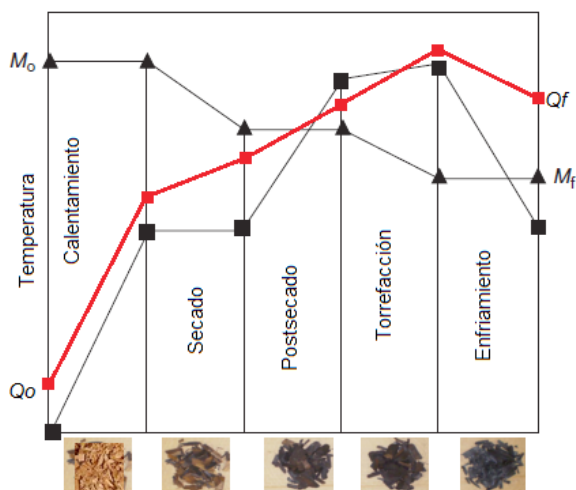 Mo
Qf
Mf
Qo
Temperatura
Calentamiento
Secado
Postsecado
Torrefacción
Enfriamiento